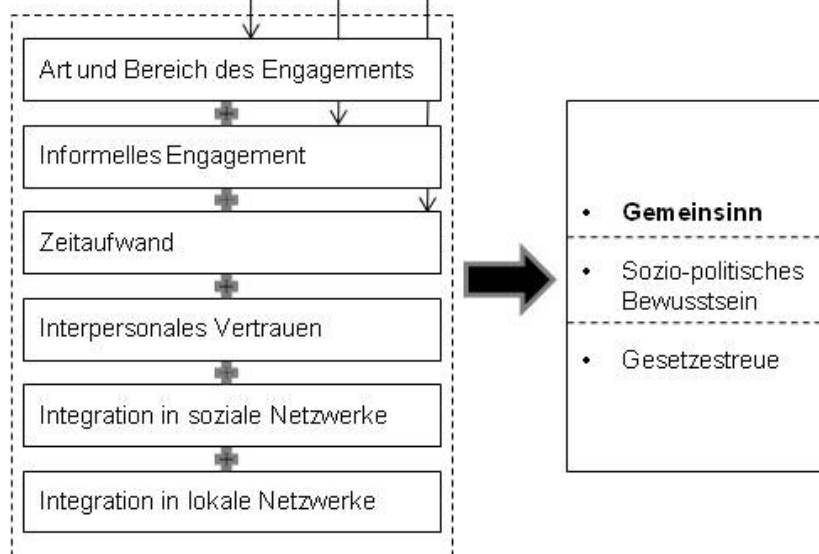 Art und Bereich des Engagements
Informelles Engagement
Zeitaufwand
Interpersonales Vertrauen
Integration in soziale Netzwerke
Integration in lokale Netzwerke
• Gemeinsinn
• Sozio-politisches
Bewusstsein
• Gesetzestreue